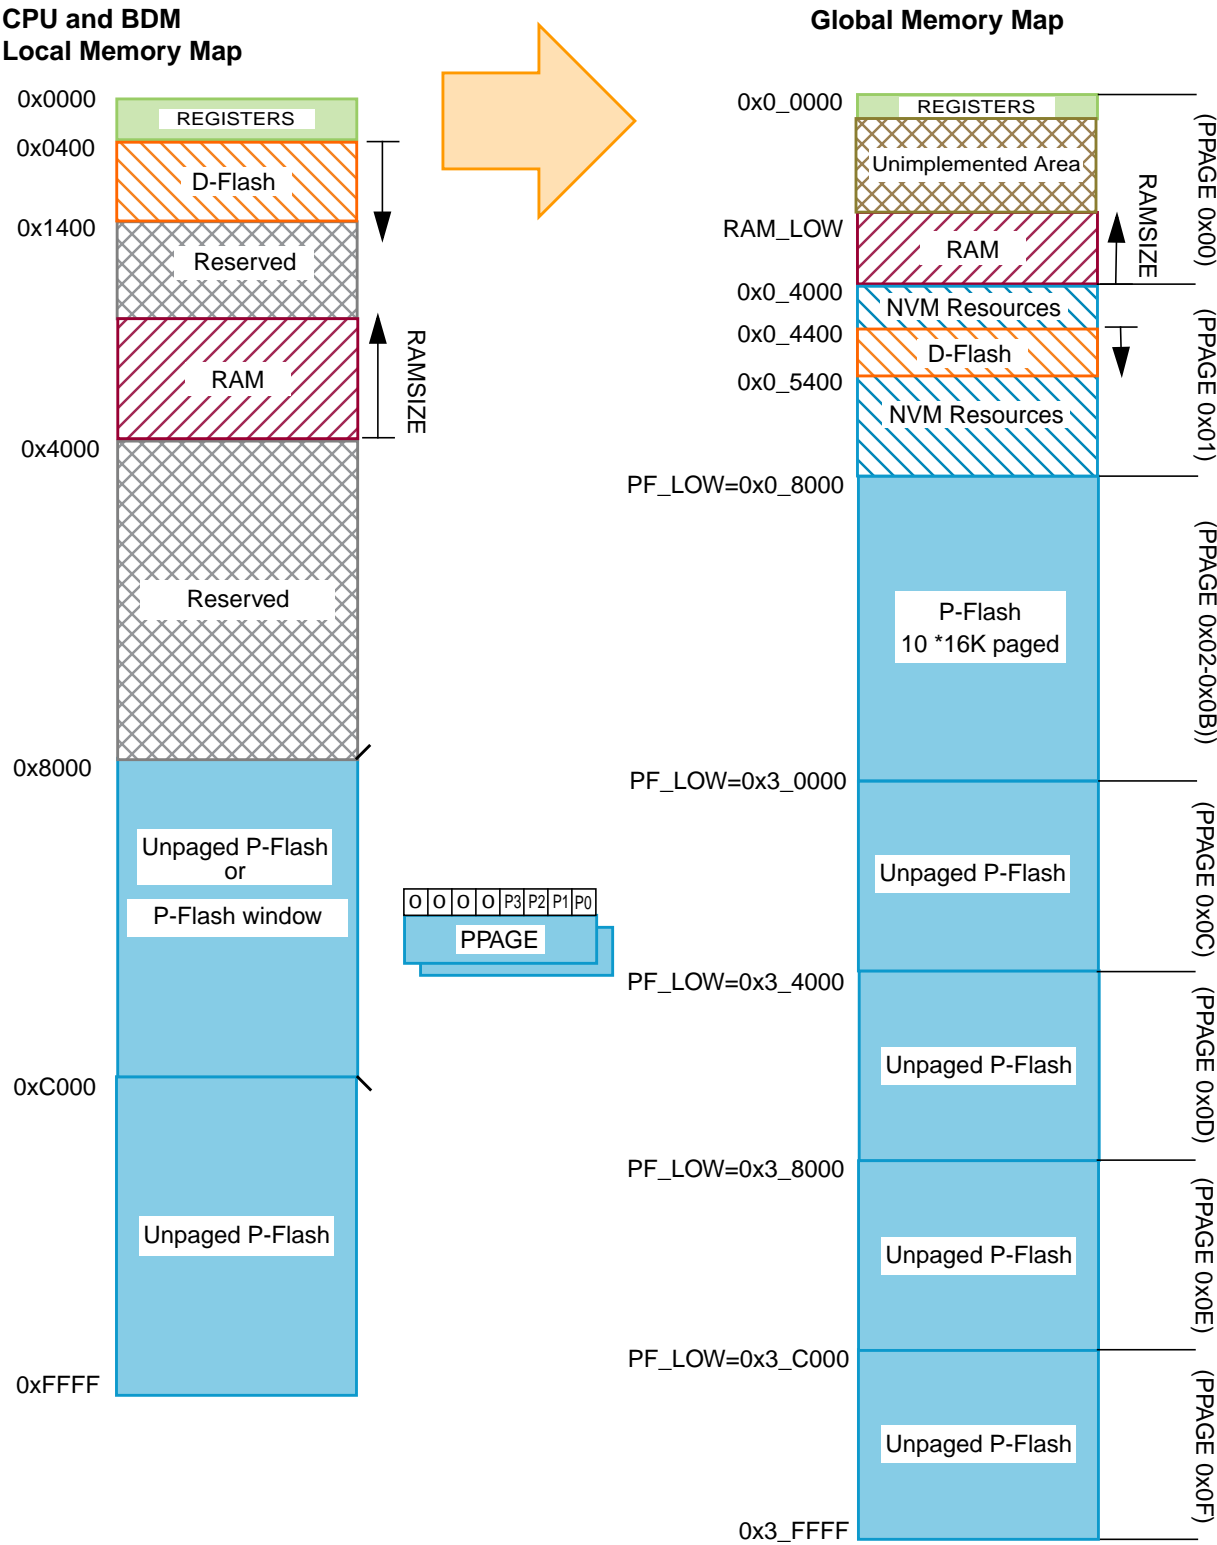 CPU and BDM
Local Memory Map
0x0000
REGISTERS
0x0400
D-Flash
0x1400
Reserved
RAM
RAMSIZE
0x4000
Reserved
0x8000
Unpaged P-Flash
or
P-Flash window
0xC000
Unpaged P-Flash
0xFFFF
0 0 0 0 P3 P2 P1 P0
PPAGE
Global Memory Map
0x0_0000
REGISTERS
Unimplemented Area
RAM_LOW
RAM
RAMSIZE
(PPAGE 0x00)
0x0_4000
NVM Resources
0x0_4400
D-Flash
0x0_5400
NVM Resources
(PPAGE 0x01)
PF_LOW=0x0_8000
P-Flash
10 *16K paged
(PPAGE 0x02-0x0B))
PF_LOW=0x3_0000
Unpaged P-Flash
(PPAGE 0x0C)
PF_LOW=0x3_4000
Unpaged P-Flash
(PPAGE 0x0D)
PF_LOW=0x3_8000
Unpaged P-Flash
(PPAGE 0x0E)
PF_LOW=0x3_C000
Unpaged P-Flash
(PPAGE 0x0F)
0x3_FFFF